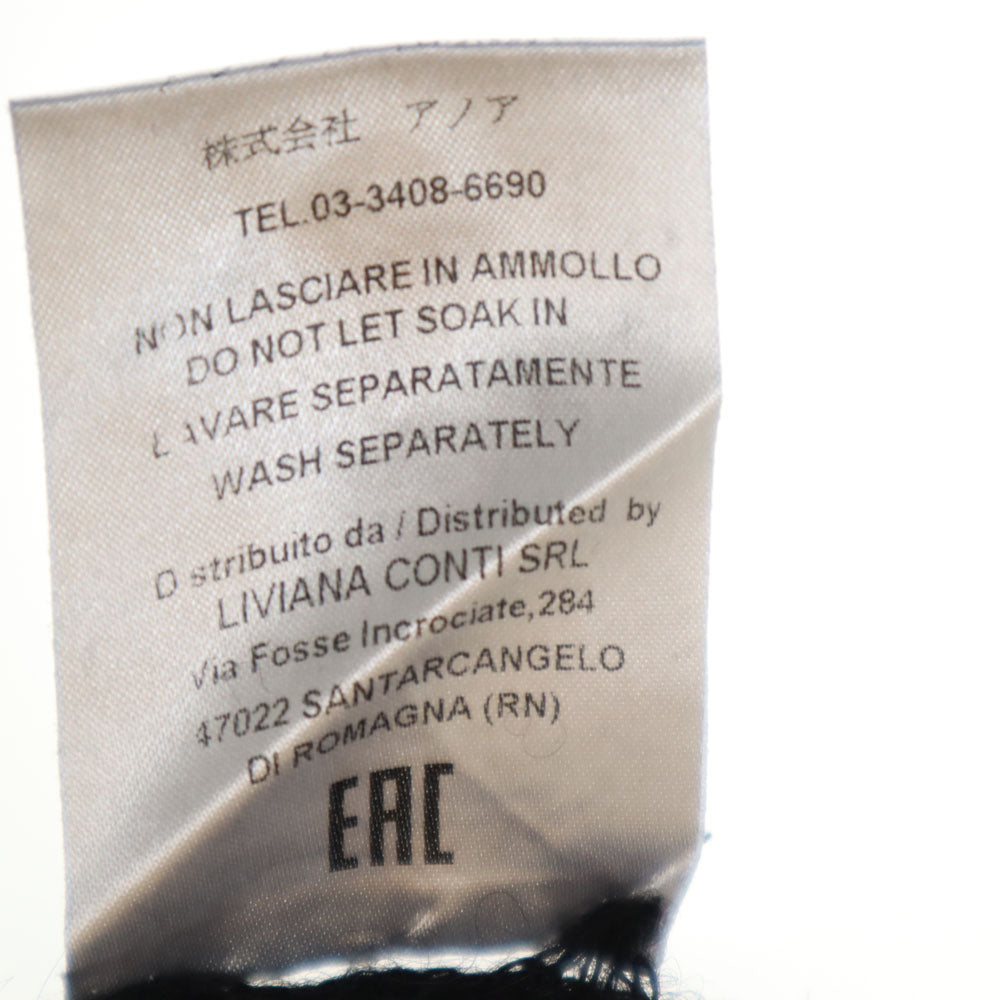 株式会社 アノア
TEL.03-3408-6690
NON LASCIARE IN AMMOLLO
DO NOT LET SOAK IN
LAVARE SEPARATAMENTE
WASH SEPARATELY
Distribuito da / Distributed by
LIVIANA CONTI SRL
Via Fosse Incrociate,284
47022 SANTARCANGELO
DI ROMAGNA (RN)
EAC